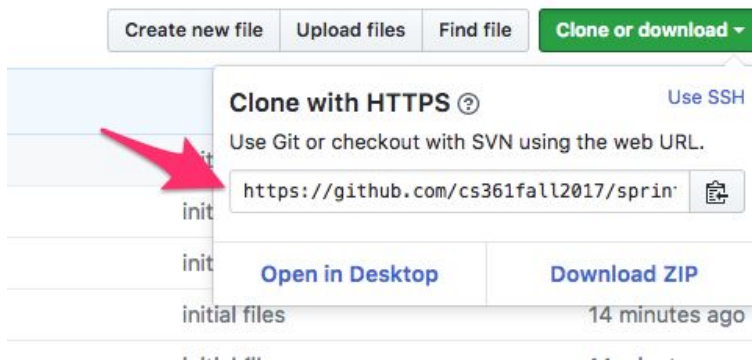 Create new file Upload files Find file Clone or download
Clone with HTTPS Use SSH
Use Git or checkout with SVN using the web URL.
https://github.com/cs361fall2017/sprin
init
init
Open in Desktop Download ZIP
initial files 14 minutes ago